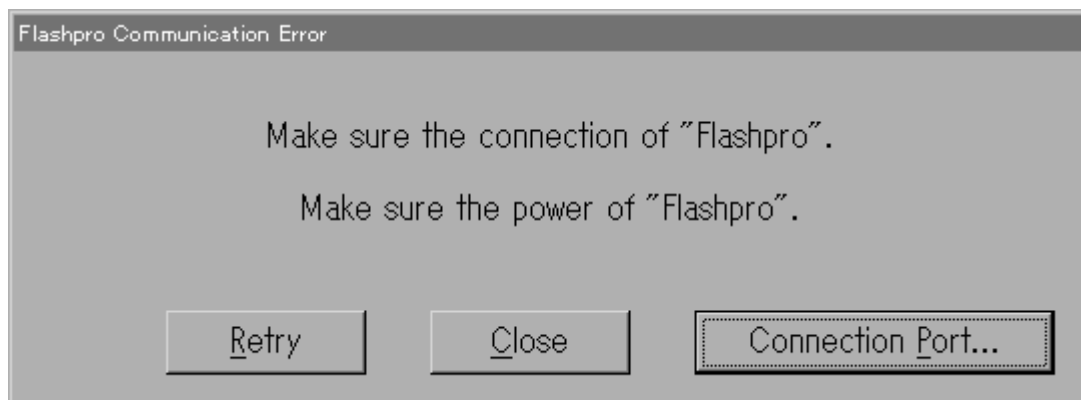 Flashpro Communication Error
Make sure the connection of "Flashpro".
Make sure the power of "Flashpro".
Retry
Close
Connection Port...